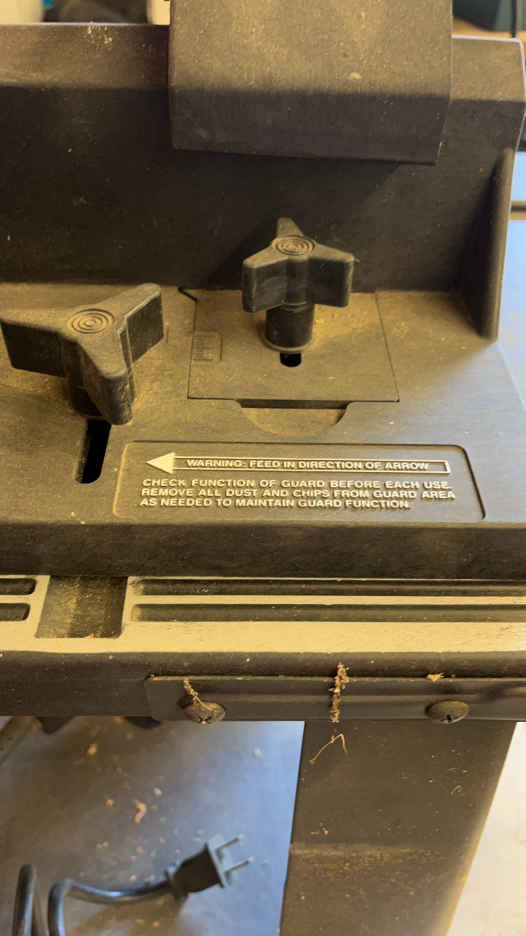 WARNING: FEED IN DIRECTION OF ARROW
CHECK FUNCTION OF GUARD BEFORE EACH USE.
REMOVE ALL DUST AND CHIPS FROM GUARD AREA
AS NEEDED TO MAINTAIN GUARD FUNCTION.